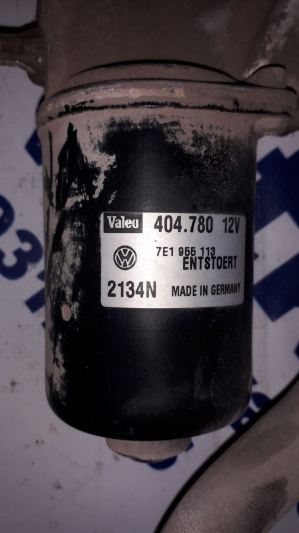 Valeo 404.780 12V
7E1 955 113
ENTSTOERT
2134N MADE IN GERMANY